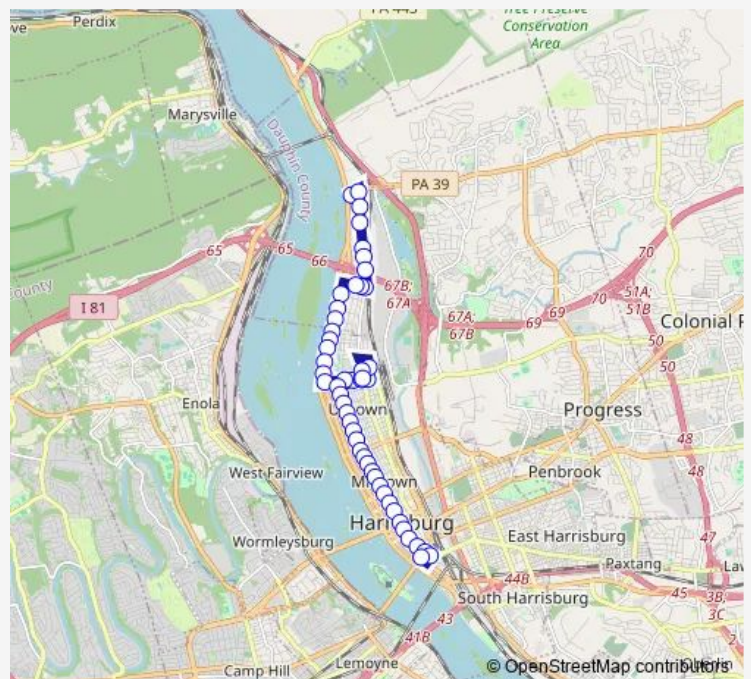 Perdix
Marysville
Dauphin County
PA 39
65
65
66
67B;
67A
I 81
67A;
67B
69
69
70
70
51A;
51B
50
50
Colonial
Enola
Progress
48
48
West Fairview
Penbrook
Harrisburg
Wormleysburg
East Harrisburg
47
Paxtang
44B
South Harrisburg
45
3B,
3C
43
41B
2
Camp Hill
Lemoyne
© OpenStreetMap contributors